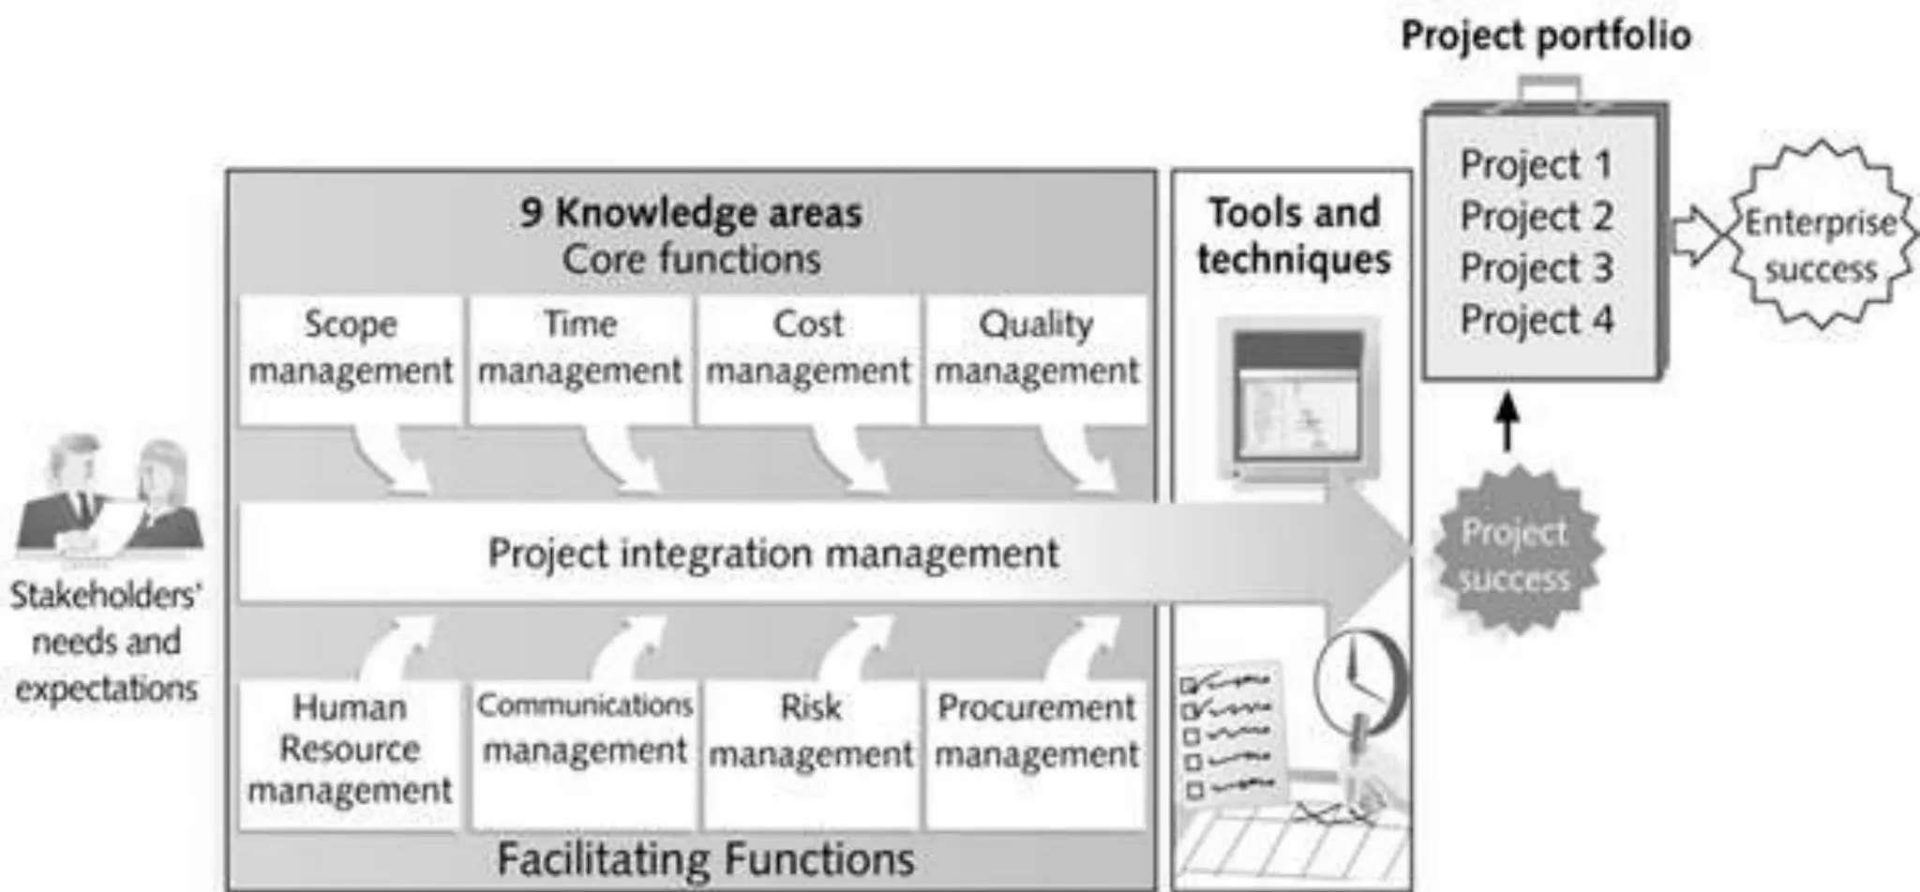 Project portfolio
Project 1
Project 2
Project 3
Project 4
Enterprise
success
9 Knowledge areas
Core functions
Scope
management
Time
management
Cost
management
Quality
management
Tools and
techniques
Stakeholders'
needs and
expectations
Project integration management
Project
success
Human
Resource
management
Communications
management
Risk
management
Procurement
management
Facilitating Functions